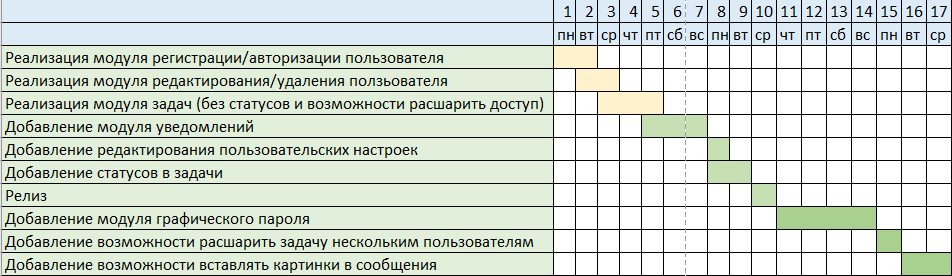 1 2 3 4 5 6 7 8 9 10 11 12 13 14 15 16 17
пн вт ср чт пт сб вс пн вт ср чт пт сб вс пн вт ср
Реализация модуля регистрации/авторизации пользователя
Реализация модуля редактирования/удаления полззователя
Реализация модуля задач (без статусов и возможности расшарить доступ)
Добавление модуля уведомлений
Добавление редактирования пользовательских настроек
Добавление статусов в задачи
Релиз
Добавление модуля графического пароля
Добавление возможности расшарить задачу нескольким пользователям
Добавление возможности вставлять картинки в сообщения